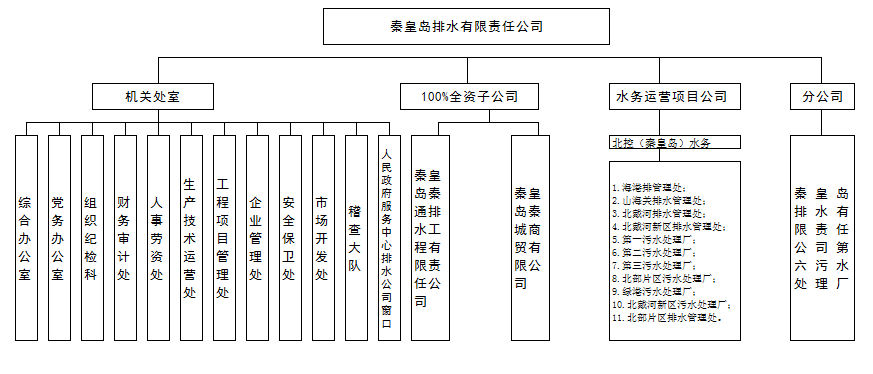 秦皇岛排水有限责任公司
机关处室
100%全资子公司
水务运营项目公司
分公司
综合办公室
党务办公室
组织纪检科
财务审计处
人事劳资处
生产技术运营处
工程项目管理处
企业管理处
安全保卫处
市场开发处
稽查大队
人民政府服务中心排水公司窗口
秦皇
岛秦
通排
水工
程有
限责
任公
司
秦皇
岛秦
城商
贸有
限公
司
北控（秦皇岛）水务
1.海港排管理处；
2.山海关排水管理处；
3.北戴河排水管理处；
4.北戴河新区排水管理处；
5.第一污水处理厂；
6.第二污水处理厂；
7.第三污水处理厂；
8.北部片区污水处理厂；
9.绿港污水处理厂；
10.北戴河新区污水处理厂；
11.北部片区排水管理处。
秦皇岛
排水有
限责任
公司第
六污水
处理厂